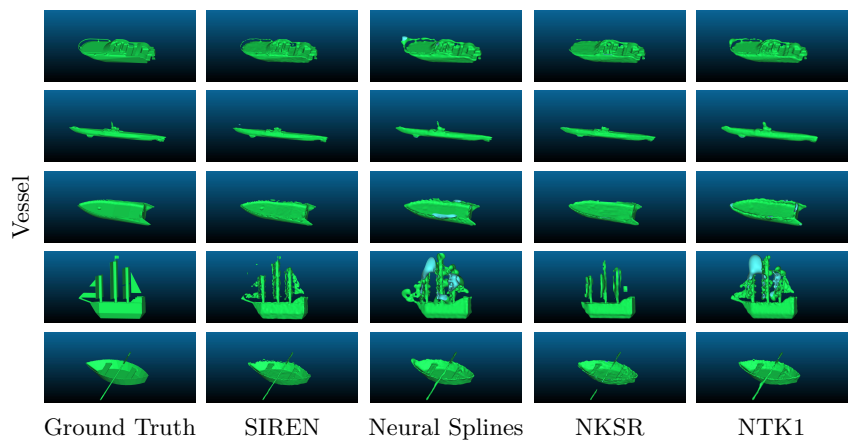 Vessel
Ground Truth
SIREN
Neural Splines
NKSR
NTK1